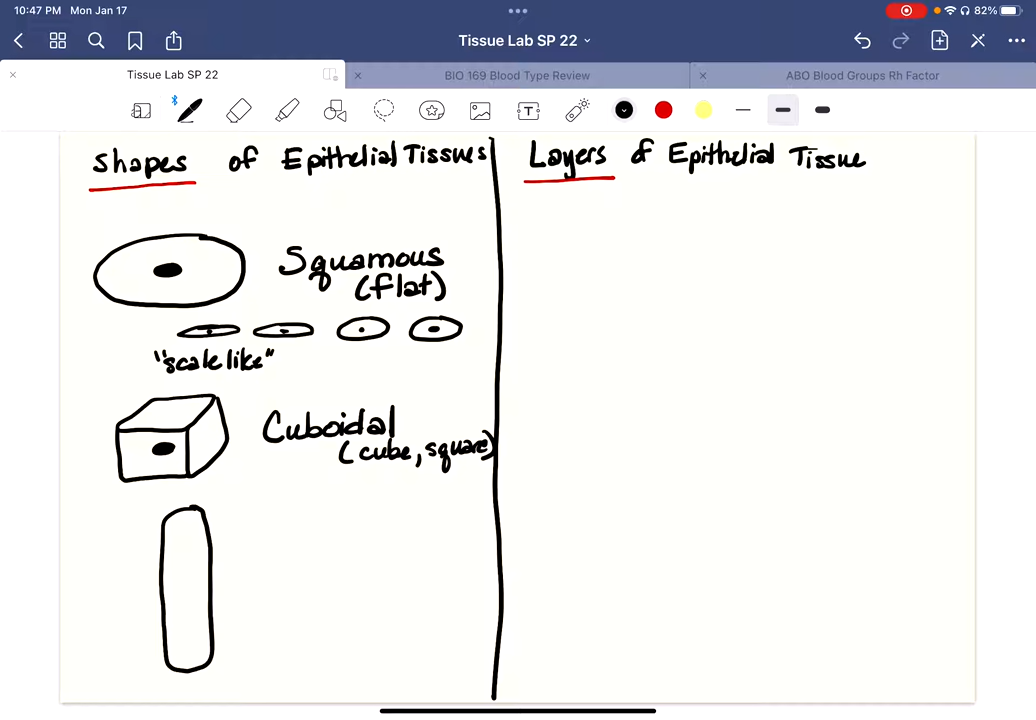 10:47 PM Mon Jan 17
82%
Tissue Lab SP 22
Tissue Lab SP 22
BIO 169 Blood Type Review
ABO Blood Groups Rh Factor
T
Shapes of Epithelial Tissues
Squamous
(flat)
"scale like"
Cuboidal
(cube, square)
Layers of Epithelial Tissue